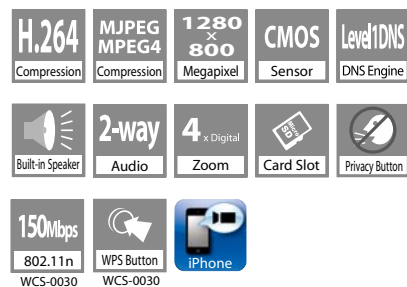 H.264
Compression
MJPEG
MPEG4
Compression
1280
×
800
Megapixel
CMOS
Sensor
Level1DNS
DNS Engine
Built-in Speaker
2-way
Audio
4 x Digital
Zoom
Micro
SD
Card Slot
Privacy Button
150Mbps
802.11n
WCS-0030
WPS Button
WCS-0030
iPhone